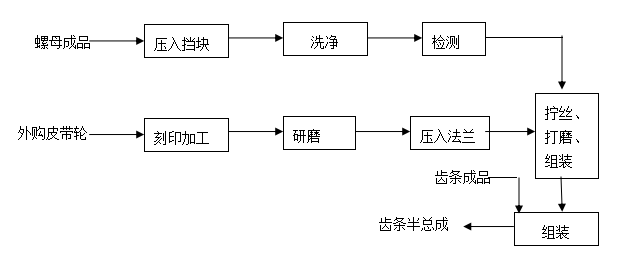 螺母成品
压入挡块
洗净
检测
外购皮带轮
刻印加工
研磨
压入法兰
拧丝、
打磨、
组装
齿条成品
齿条半总成
组装